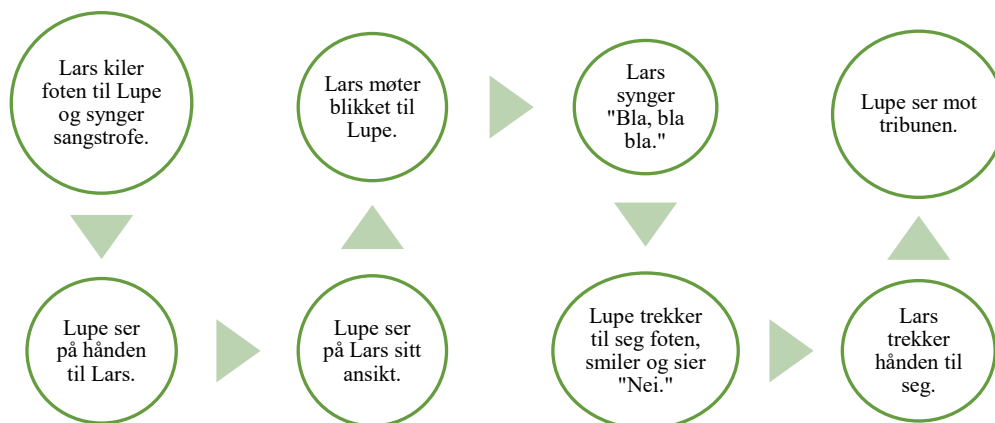 Lars kiler
foten til Lupe
og synger
sangstrofe.
Lupe ser
på hånden
til Lars.
Lupe ser
på Lars sitt
ansikt.
Lars møter
blikket til
Lupe.
Lars
synger
"Bla, bla
bla."
Lupe trekker
til seg foten,
smiler og sier
"Nei."
Lars
trekker
hånden til
seg.
Lupe ser mot
tribunen.